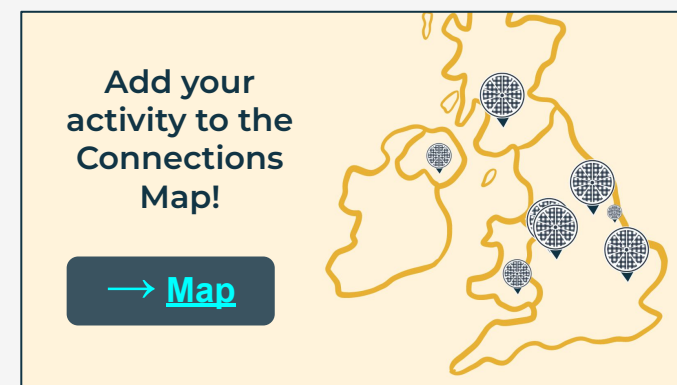 Add your
activity to the
Connections
Map!
→ Map